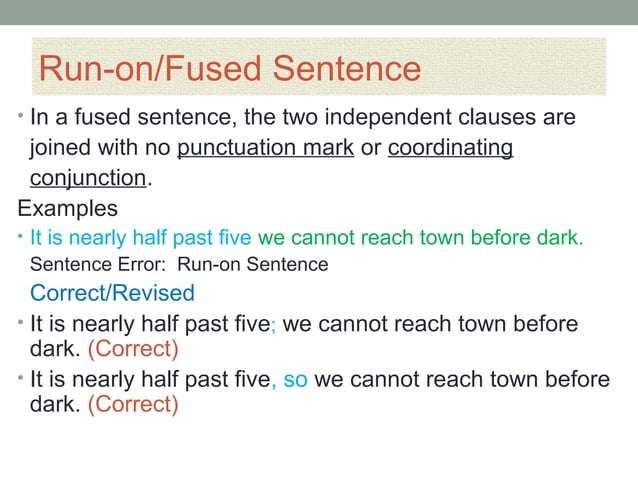 Run-on/Fused Sentence
• In a fused sentence, the two independent clauses are
joined with no punctuation mark or coordinating
conjunction.
Examples
• It is nearly half past five we cannot reach town before dark.
Sentence Error: Run-on Sentence
Correct/Revised
• It is nearly half past five; we cannot reach town before
dark. (Correct)
• It is nearly half past five, so we cannot reach town before
dark. (Correct)